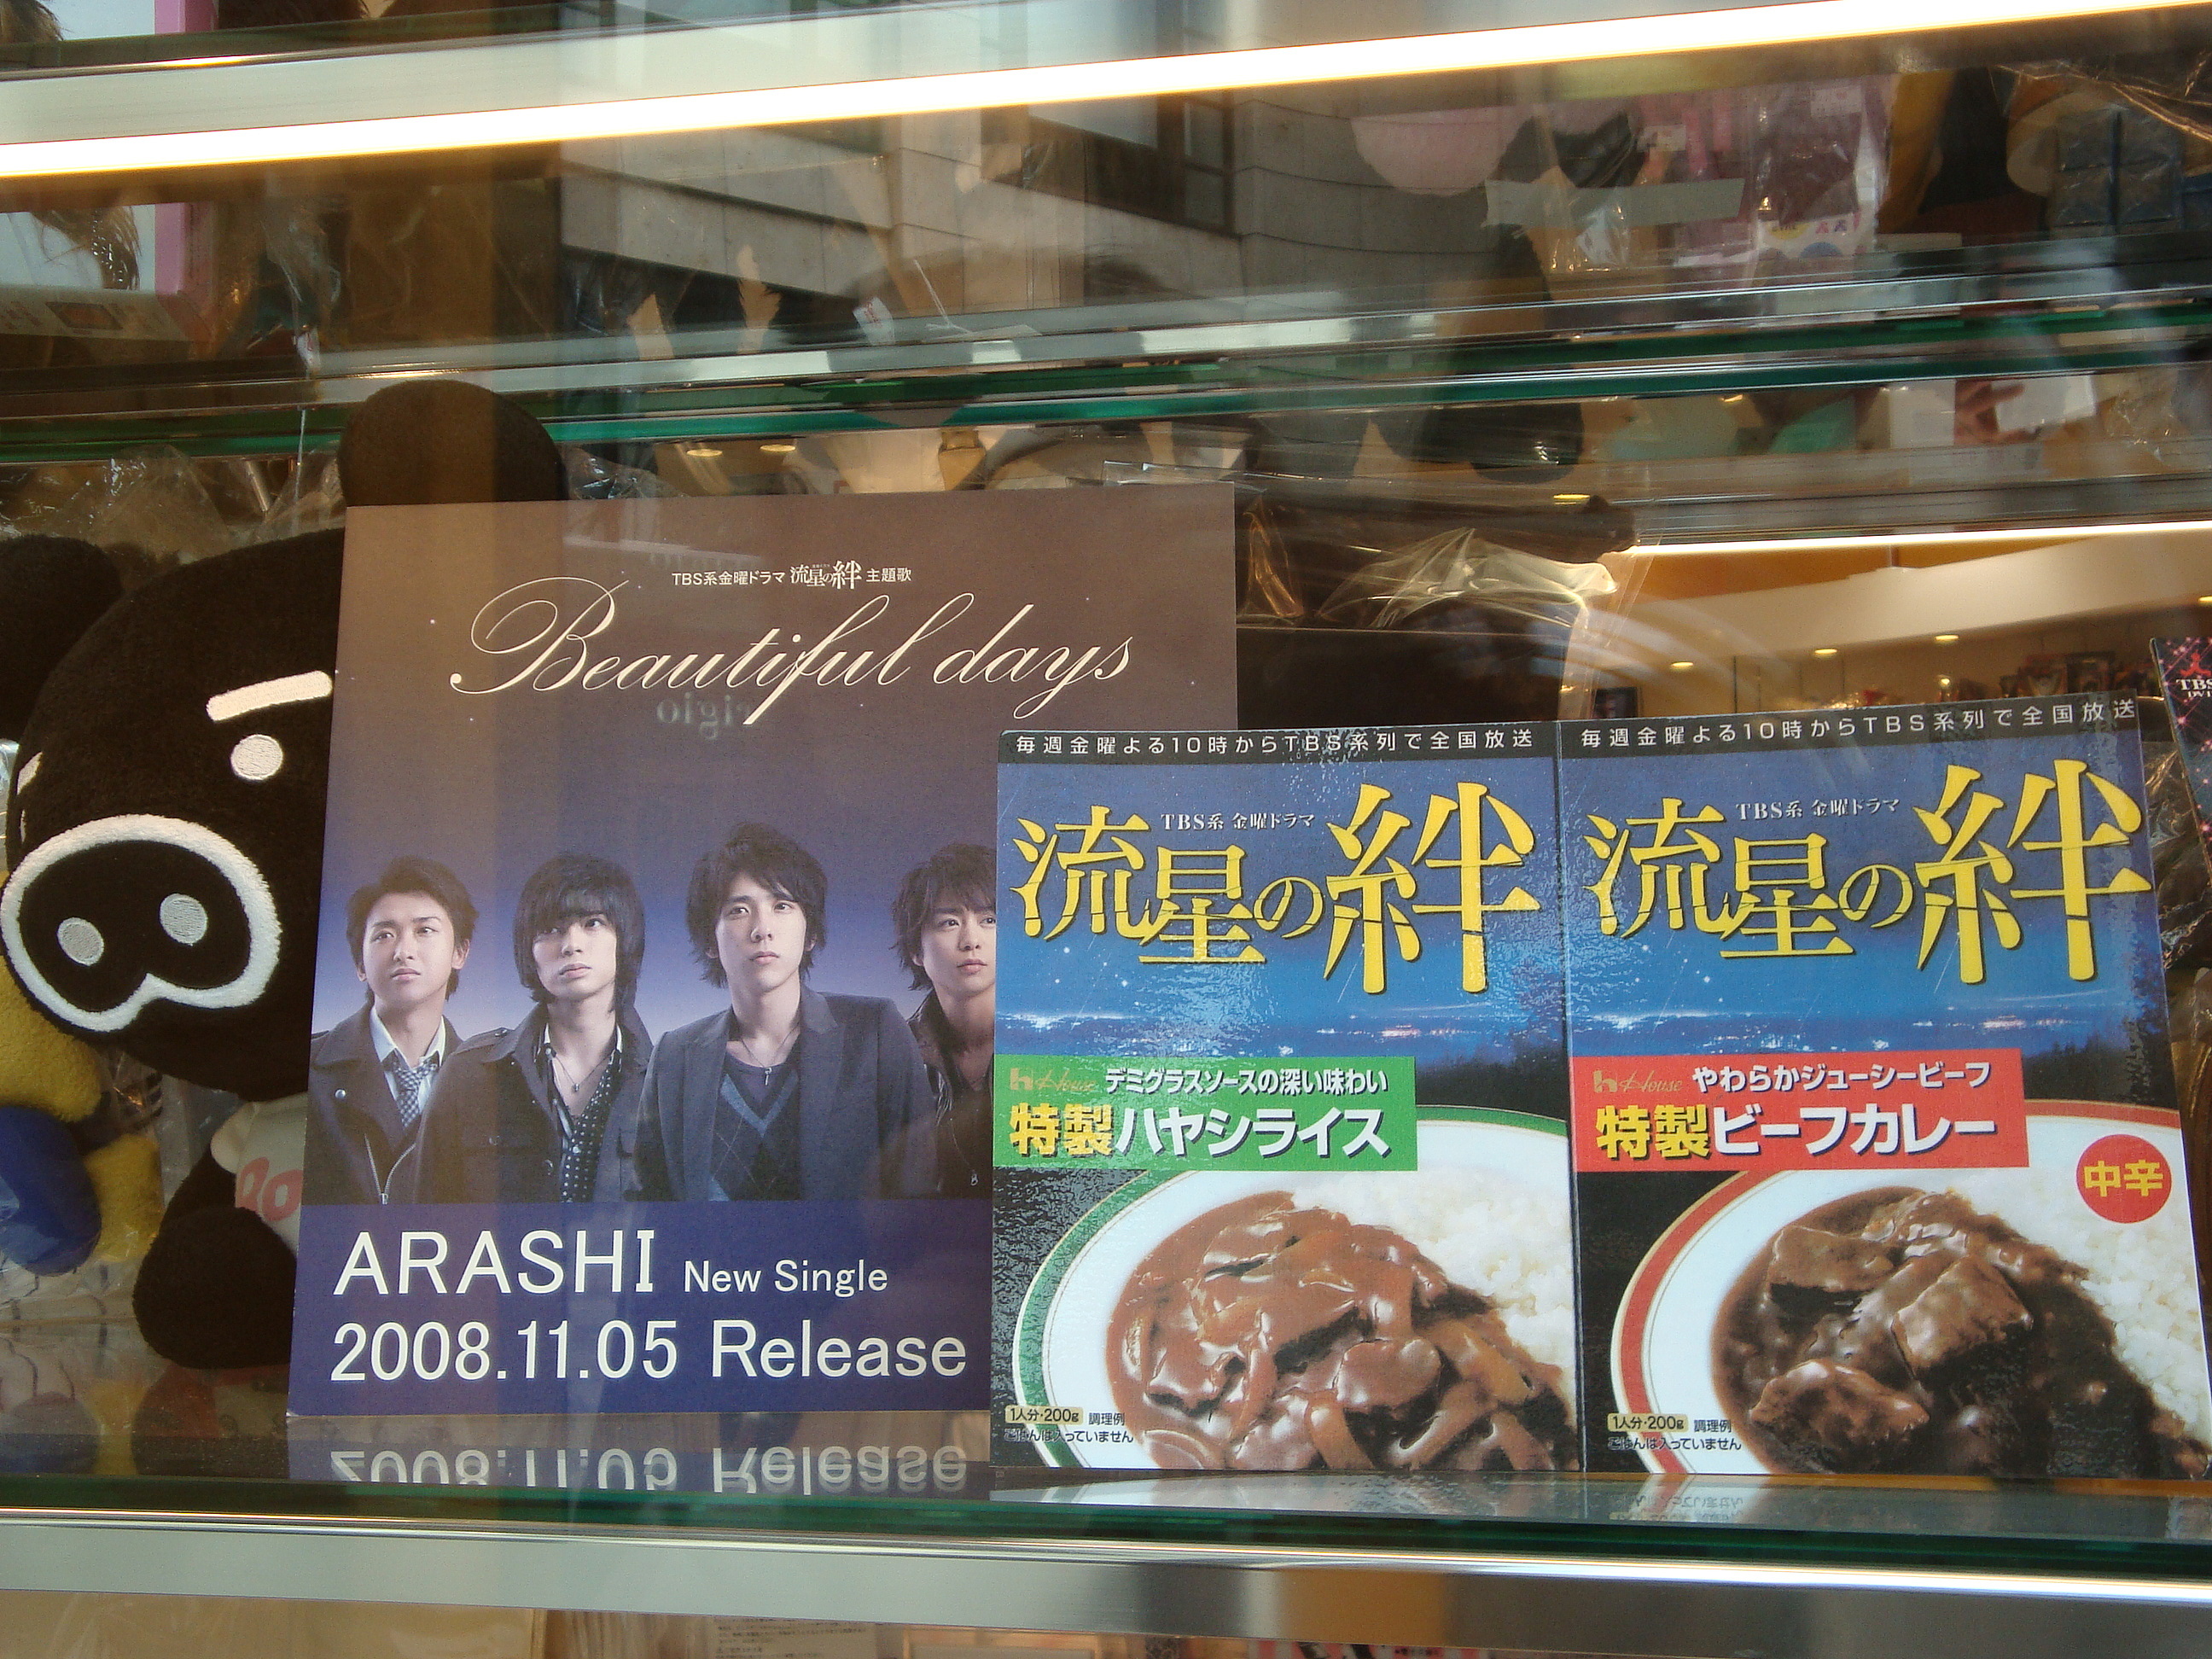 TBS系金曜ドラマ 流星の絆 主題歌
Beautiful days
ARASHI New Single
2008.11.05 Release
毎週金曜よる10時からTBS系列で全国放送
TBS系 金曜ドラマ
流星の絆
House デミグラスソースの深い味わい
特製ハヤシライス
1人分・200g 調理例
ごはんは入っていません
毎週金曜よる10時からTBS系列で全国放送
TBS系 金曜ドラマ
流星の絆
House やわらかジューシービーフ
特製ビーフカレー
中辛
1人分・200g 調理例
ごはんは入っていません
TBS